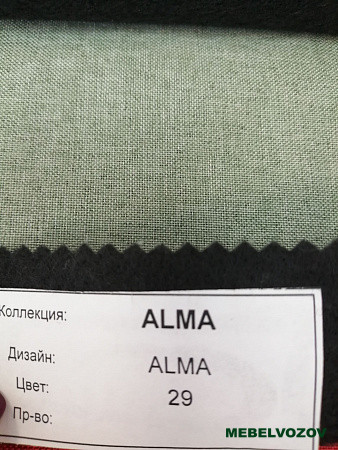 Коллекция: ALMA
Дизайн: ALMA
Цвет: 29
Пр-во:
MEBELVOZOV